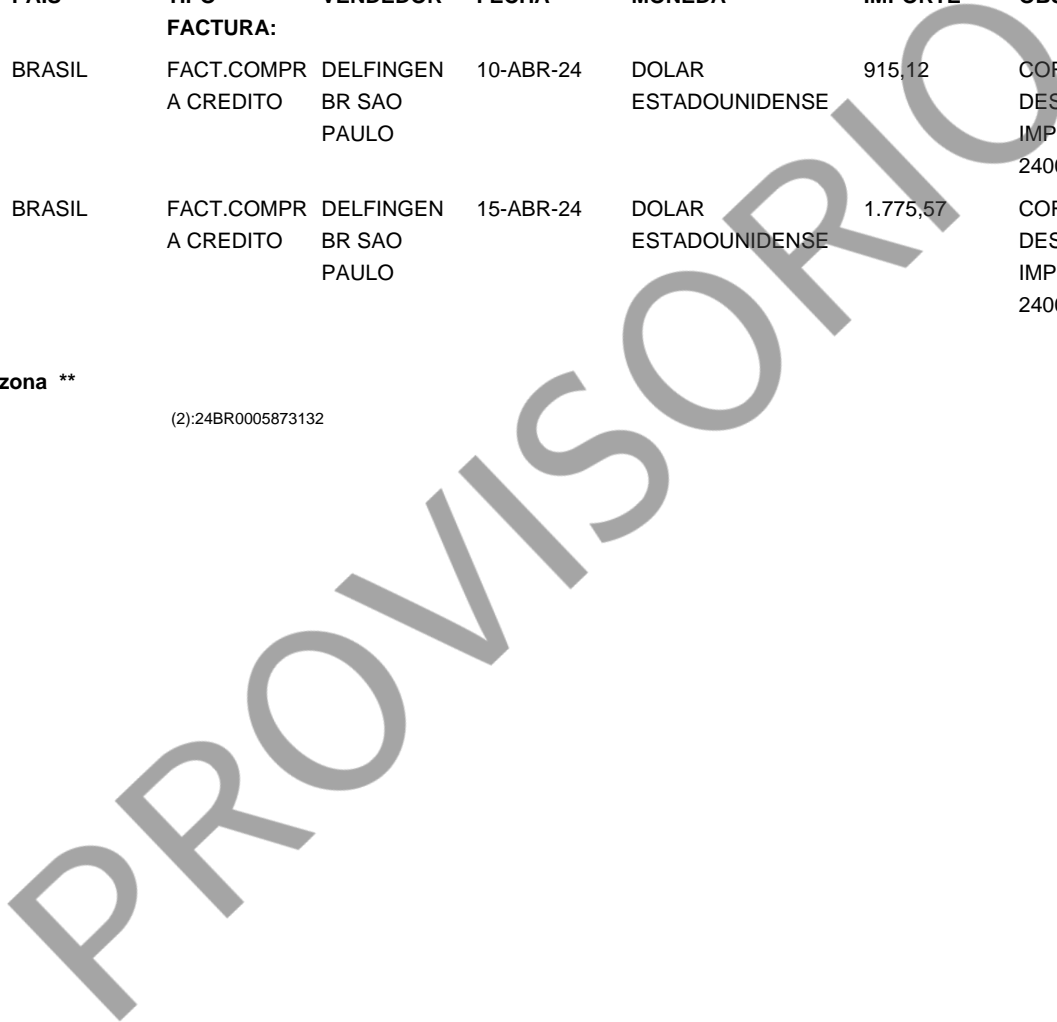 FACTURA:
BRASIL FACT.COMPR DELFINGEN 10-ABR-24 DOLAR 915,12
A CREDITO BR SAO ESTADOUNIDENSE
PAULO
BRASIL FACT.COMPR DELFINGEN 15-ABR-24 DOLAR 1.775,57
A CREDITO BR SAO ESTADOUNIDENSE
PAULO
zona **
(2):24BR0005873132
PROVISORIO